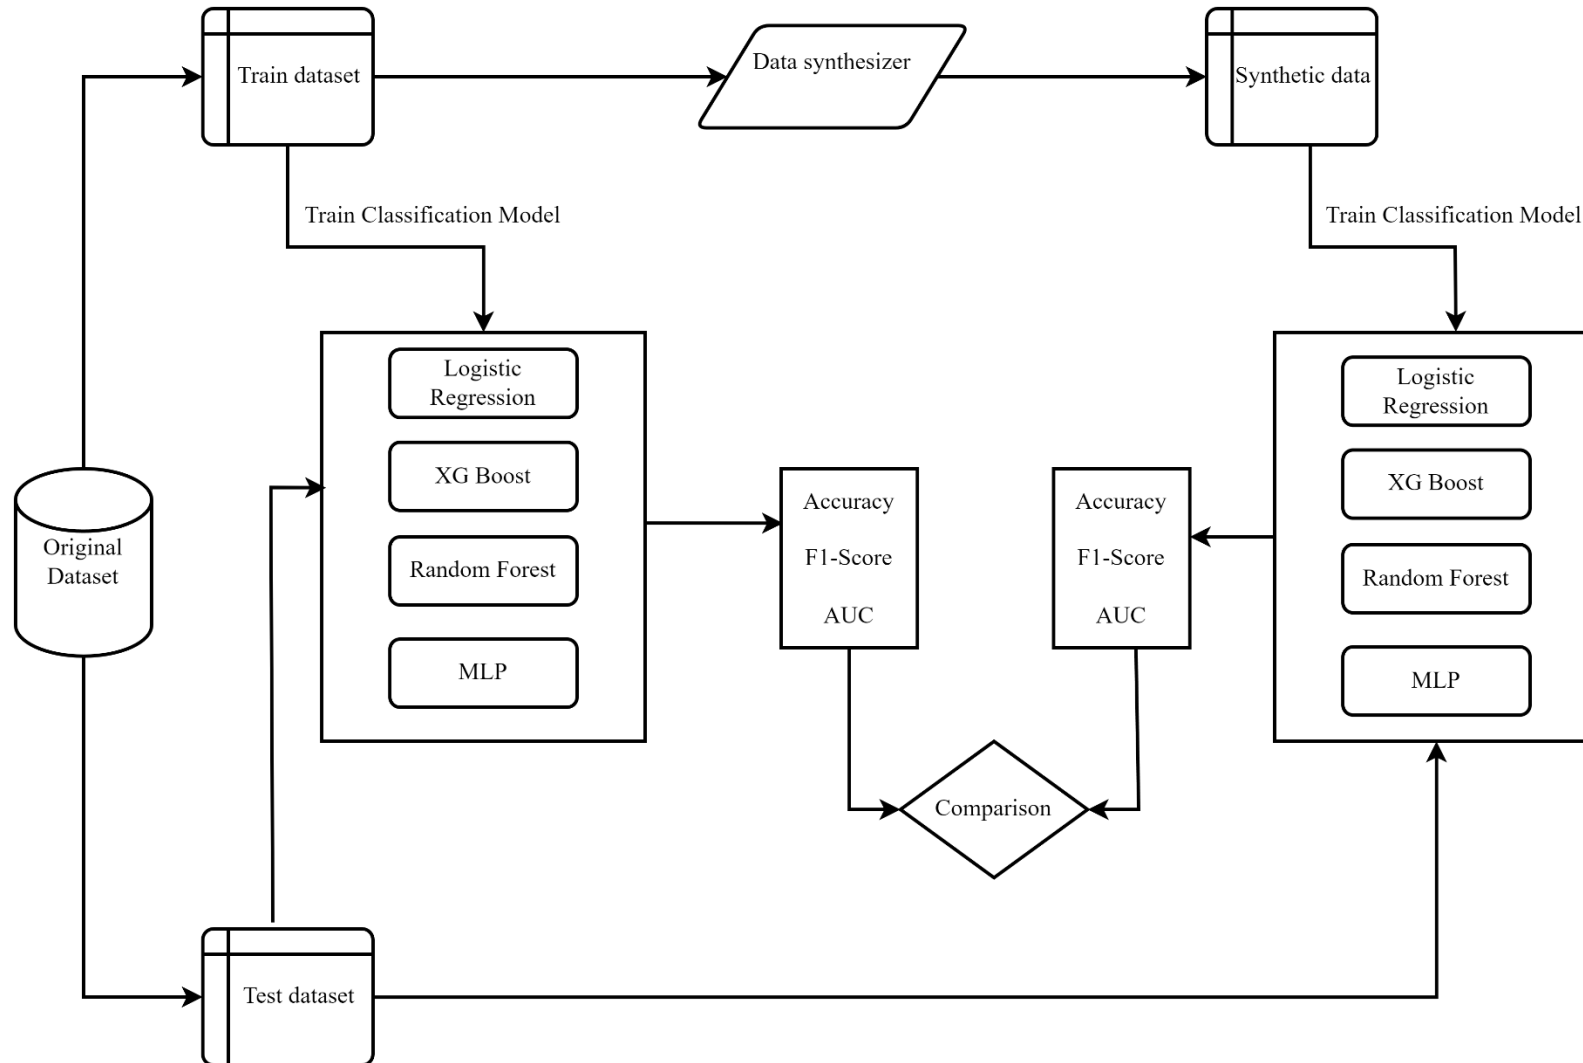 Train dataset
Data synthesizer
Synthetic data
Train Classification Model
Train Classification Model
Logistic
Regression
XG Boost
Random Forest
MLP
Original
Dataset
Accuracy
F1-Score
AUC
Accuracy
F1-Score
AUC
Logistic
Regression
XG Boost
Random Forest
MLP
Comparison
Test dataset